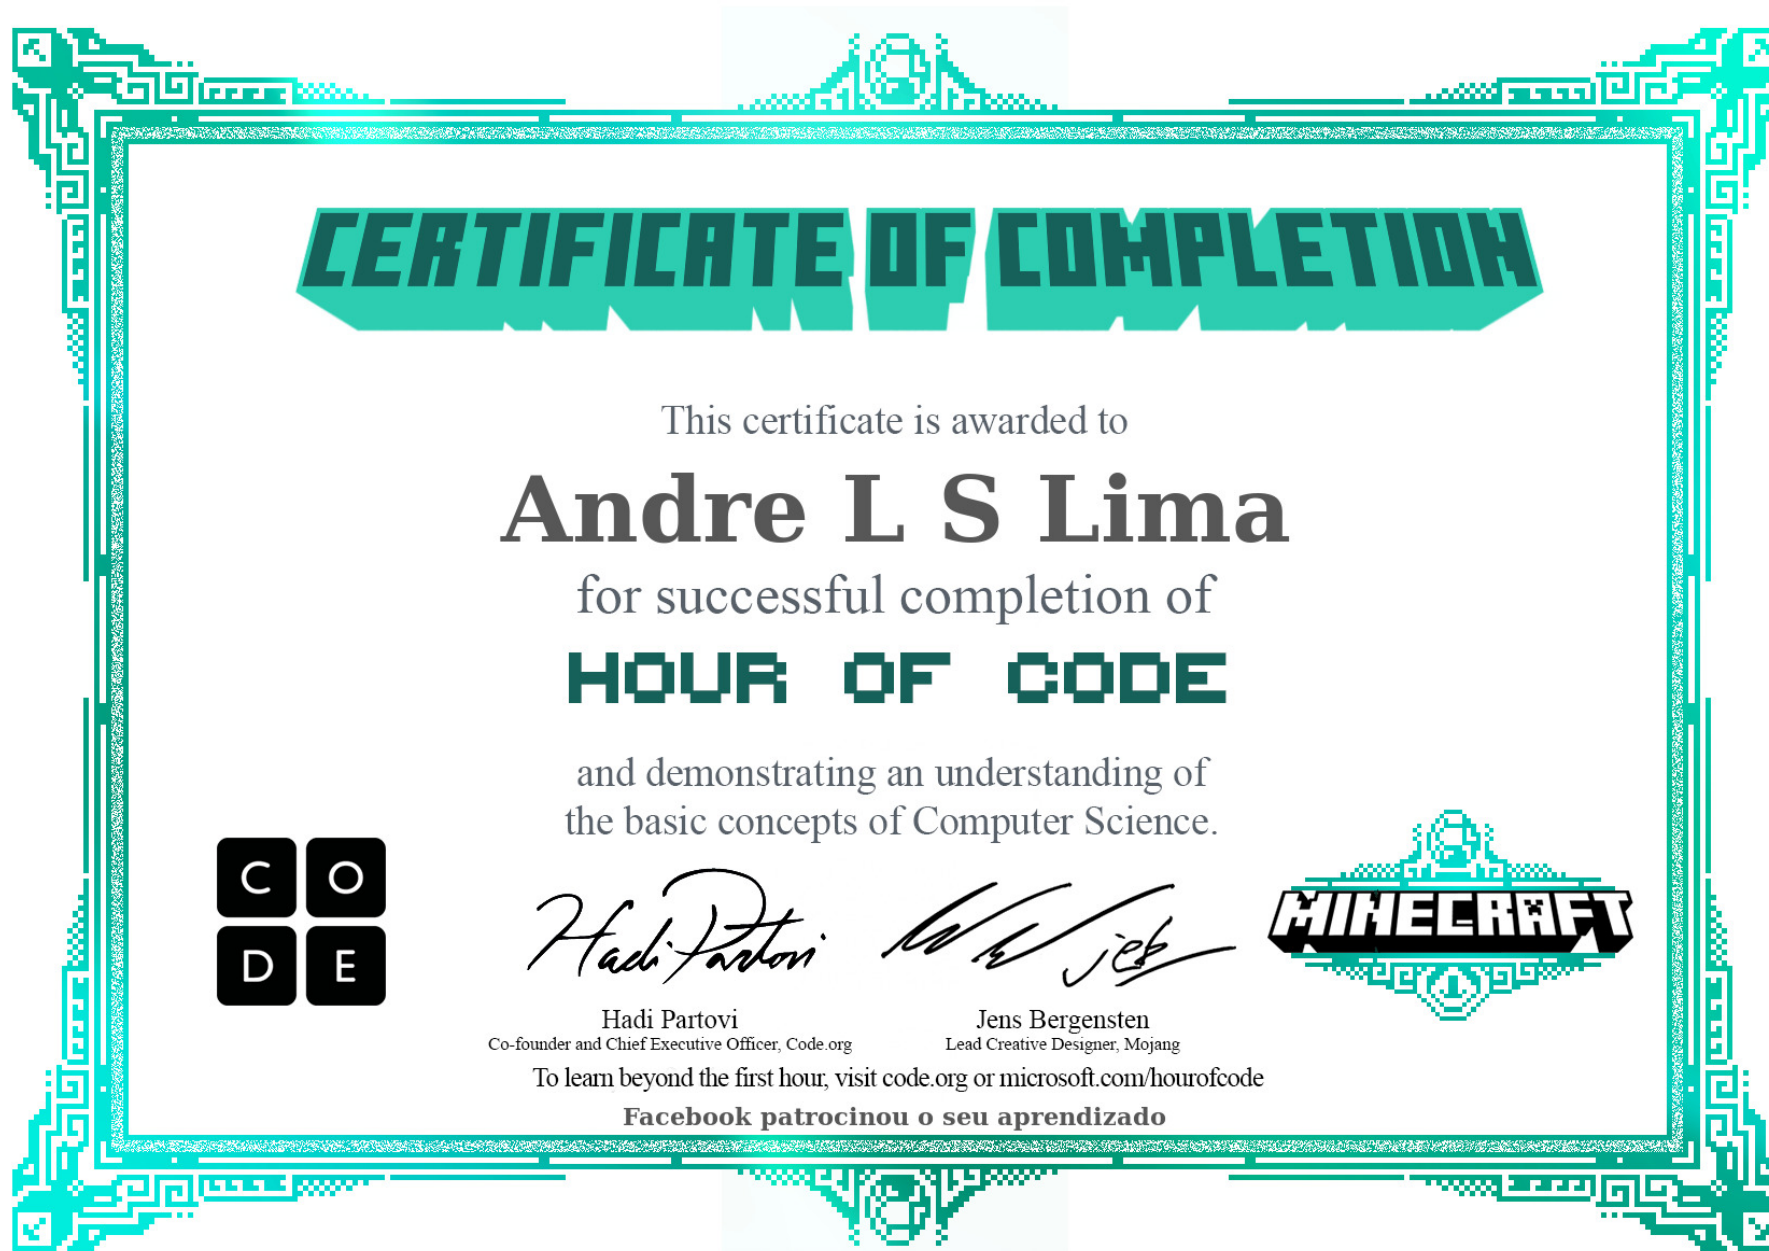 CERTIFICATE OF COMPLETION
This certificate is awarded to
Andre L S Lima
for successful completion of
HOUR OF CODE
and demonstrating an understanding of
the basic concepts of Computer Science.
C O
D E
Hadi Partovi
jeb
MINECRAFT
Hadi Partovi
Co-founder and Chief Executive Officer, Code.org
Jens Bergensten
Lead Creative Designer, Mojang
To learn beyond the first hour, visit code.org or microsoft.com/hourofcode
Facebook patrocinou o seu aprendizado